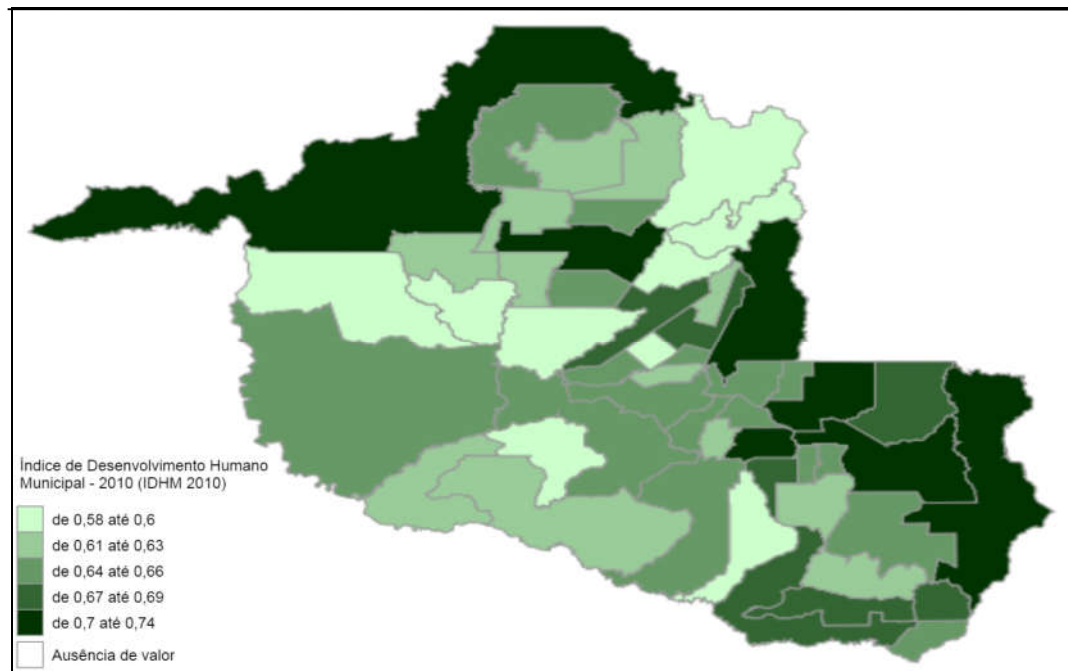 Índice de Desenvolvimento Humano
Municipal - 2010 (IDHM 2010)
de 0,58 até 0,6
de 0,61 até 0,63
de 0,64 até 0,66
de 0,67 até 0,69
de 0,7 até 0,74
Ausência de valor